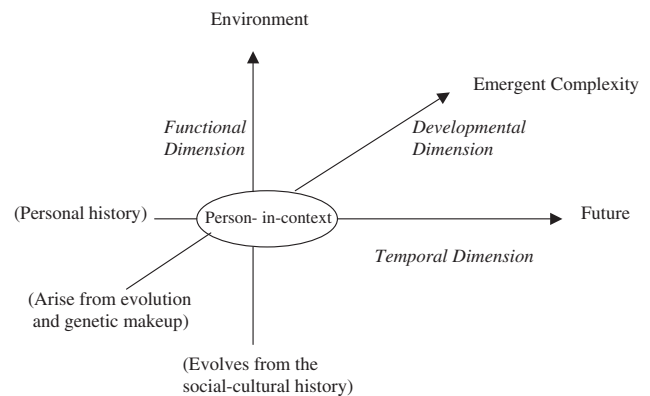 Environment
Emergent Complexity
Functional
Dimension
Developmental
Dimension
(Personal history)
Person- in-context
Future
Temporal Dimension
(Arise from evolution
and genetic makeup)
(Evolves from the
social-cultural history)